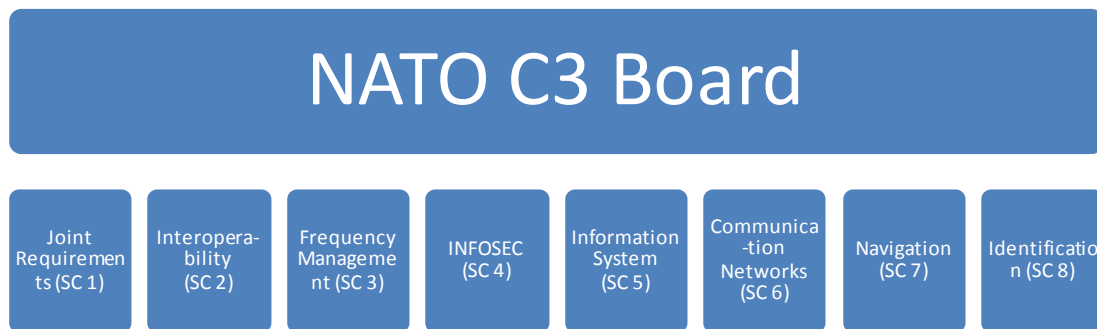 NATO C3 Board
Joint
Requiremen
ts (SC 1)
Interopera-
bility
(SC 2)
Frequency
Manageme
nt (SC 3)
INFOSEC
(SC 4)
Information
System
(SC 5)
Communica
-tion
Networks
(SC 6)
Navigation
(SC 7)
Identificatio
n (SC 8)